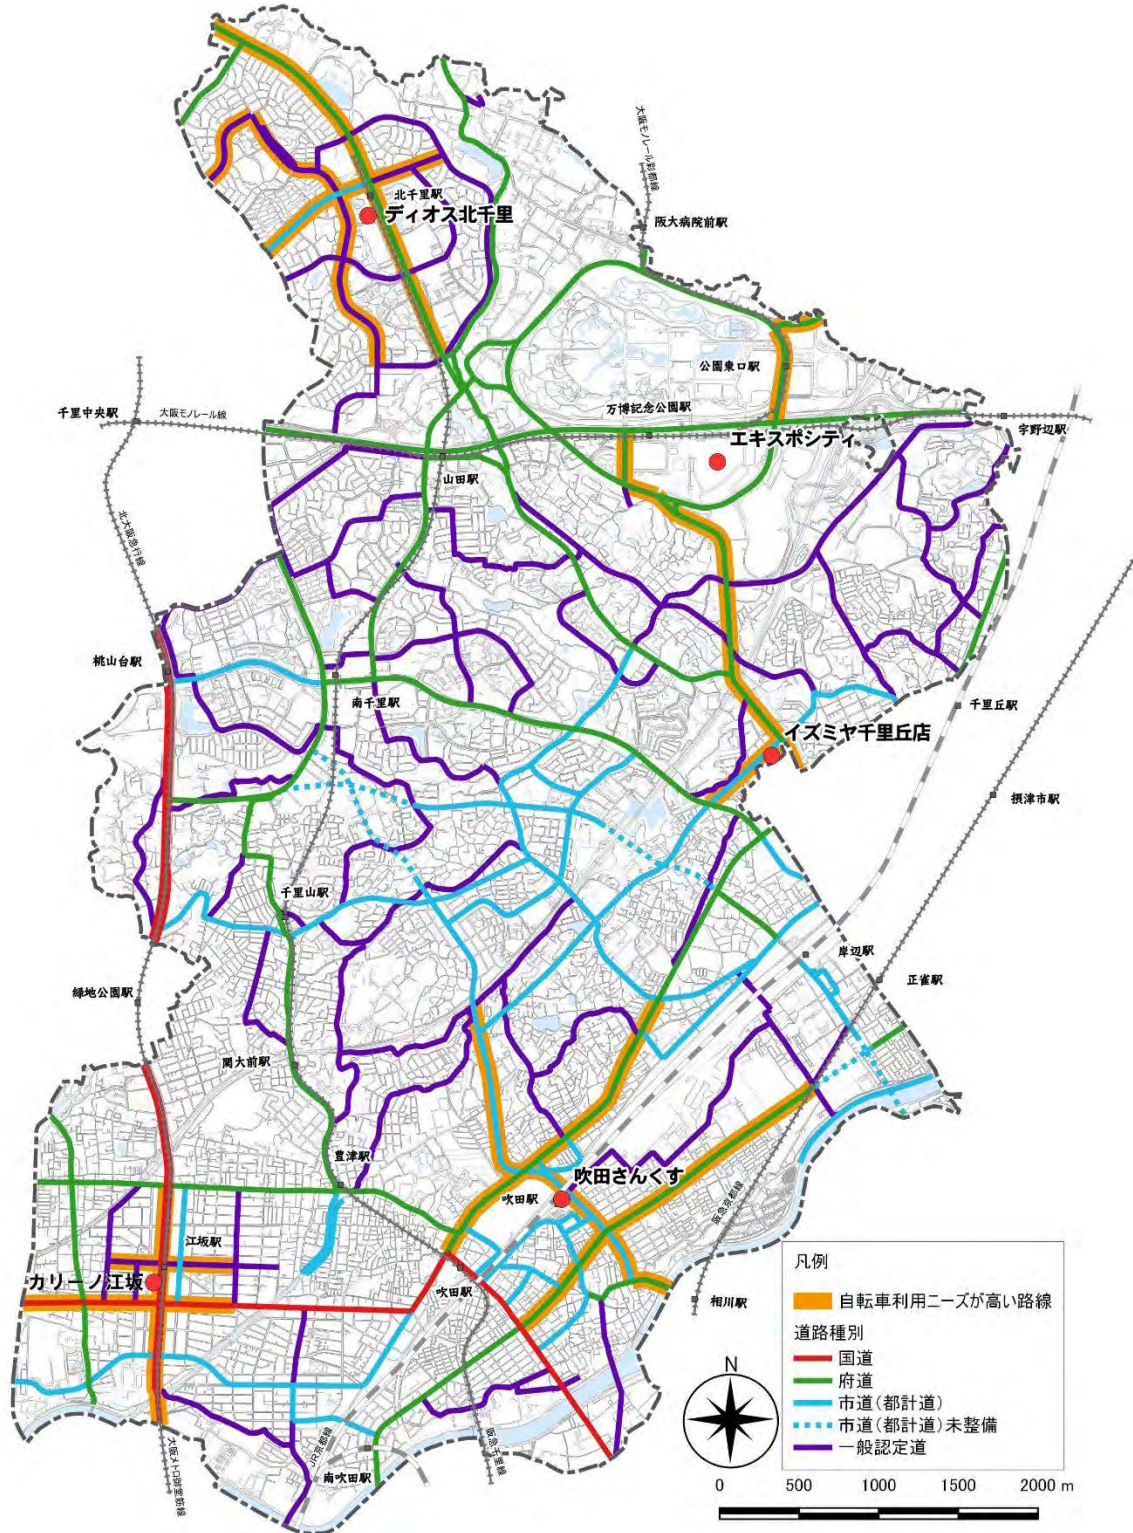 大阪モノレール彩都線
北千里駅
ディオス北千里
阪大病院前駅
公園東口駅
千里中央駅
大阪モノレール線
万博記念公園駅
宇野辺駅
エキスポシティ
山田駅
北大阪急行線
桃山台駅
南千里駅
千里丘駅
イズミヤ千里丘店
摂津市駅
千里山駅
岸辺駅
正雀駅
緑地公園駅
関大前駅
豊津駅
吹田さんくす
吹田駅
阪急京都線
江坂駅
カリーノ江坂
吹田駅
相川駅
凡例
自転車利用ニーズが高い路線
道路種別
国道
府道
市道(都計道)
市道(都計道)未整備
一般認定道
N
大阪メトロ御堂筋線
JR京都線
阪急千里線
南吹田駅
0 500 1000 1500 2000 m